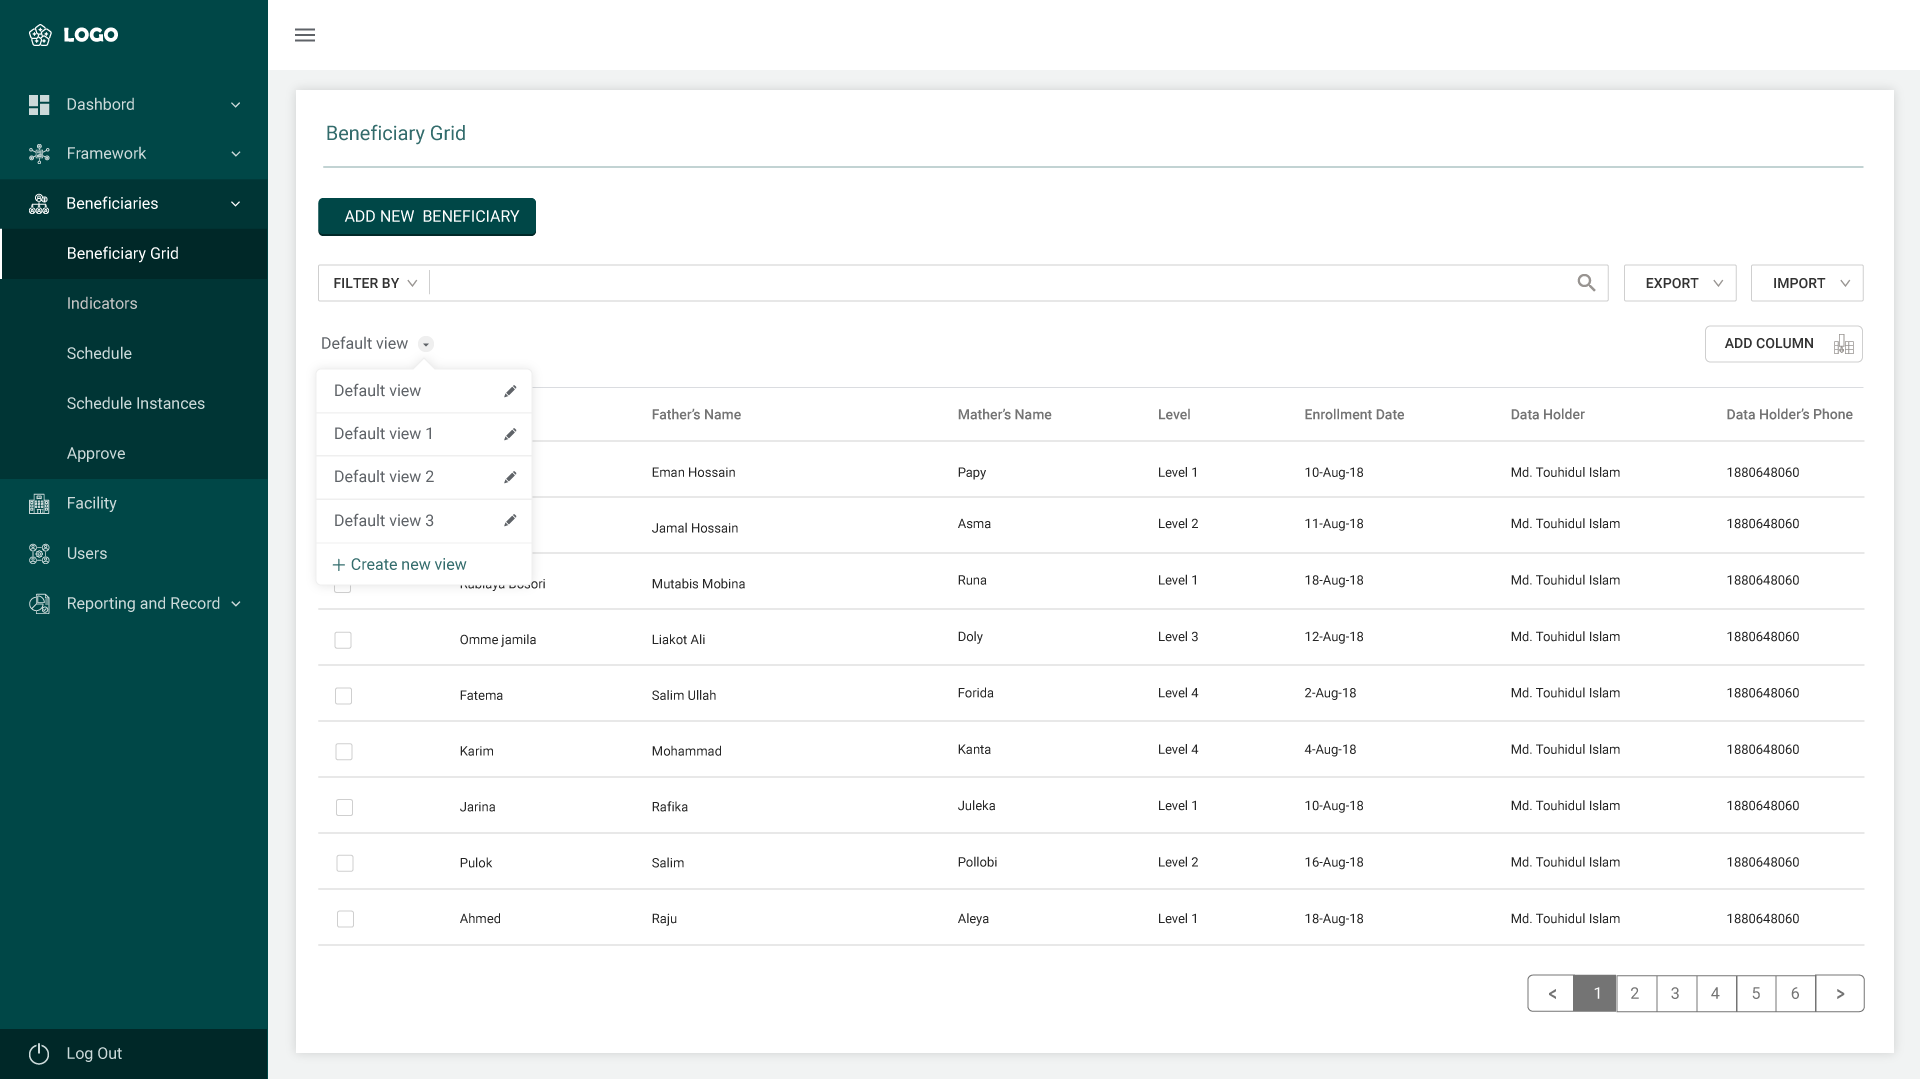 LOGO
Dashbord
Framework
Beneficiaries
Beneficiary Grid
Indicators
Schedule
Schedule Instances
Approve
Facility
Users
Reporting and Record
Log Out
Beneficiary Grid
ADD NEW BENEFICIARY
FILTER BY
EXPORT
IMPORT
Default view
ADD COLUMN
Default view
Default view 1
Default view 2
Default view 3
+ Create new view
Father's Name Mather's Name Level Enrollment Date Data Holder Data Holder's Phone
Eman Hossain Papy Level 1 10-Aug-18 Md. Touhidul Islam 1880648060
Jamal Hossain Asma Level 2 11-Aug-18 Md. Touhidul Islam 1880648060
Mutabis Mobina Runa Level 1 18-Aug-18 Md. Touhidul Islam 1880648060
Omme jamila Liakot Ali Doly Level 3 12-Aug-18 Md. Touhidul Islam 1880648060
Fatema Salim Ullah Forida Level 4 2-Aug-18 Md. Touhidul Islam 1880648060
Karim Mohammad Kanta Level 4 4-Aug-18 Md. Touhidul Islam 1880648060
Jarina Rafika Juleka Level 1 10-Aug-18 Md. Touhidul Islam 1880648060
Pulok Salim Pollobi Level 2 16-Aug-18 Md. Touhidul Islam 1880648060
Ahmed Raju Aleya Level 1 18-Aug-18 Md. Touhidul Islam 1880648060
< 1 2 3 4 5 6 >